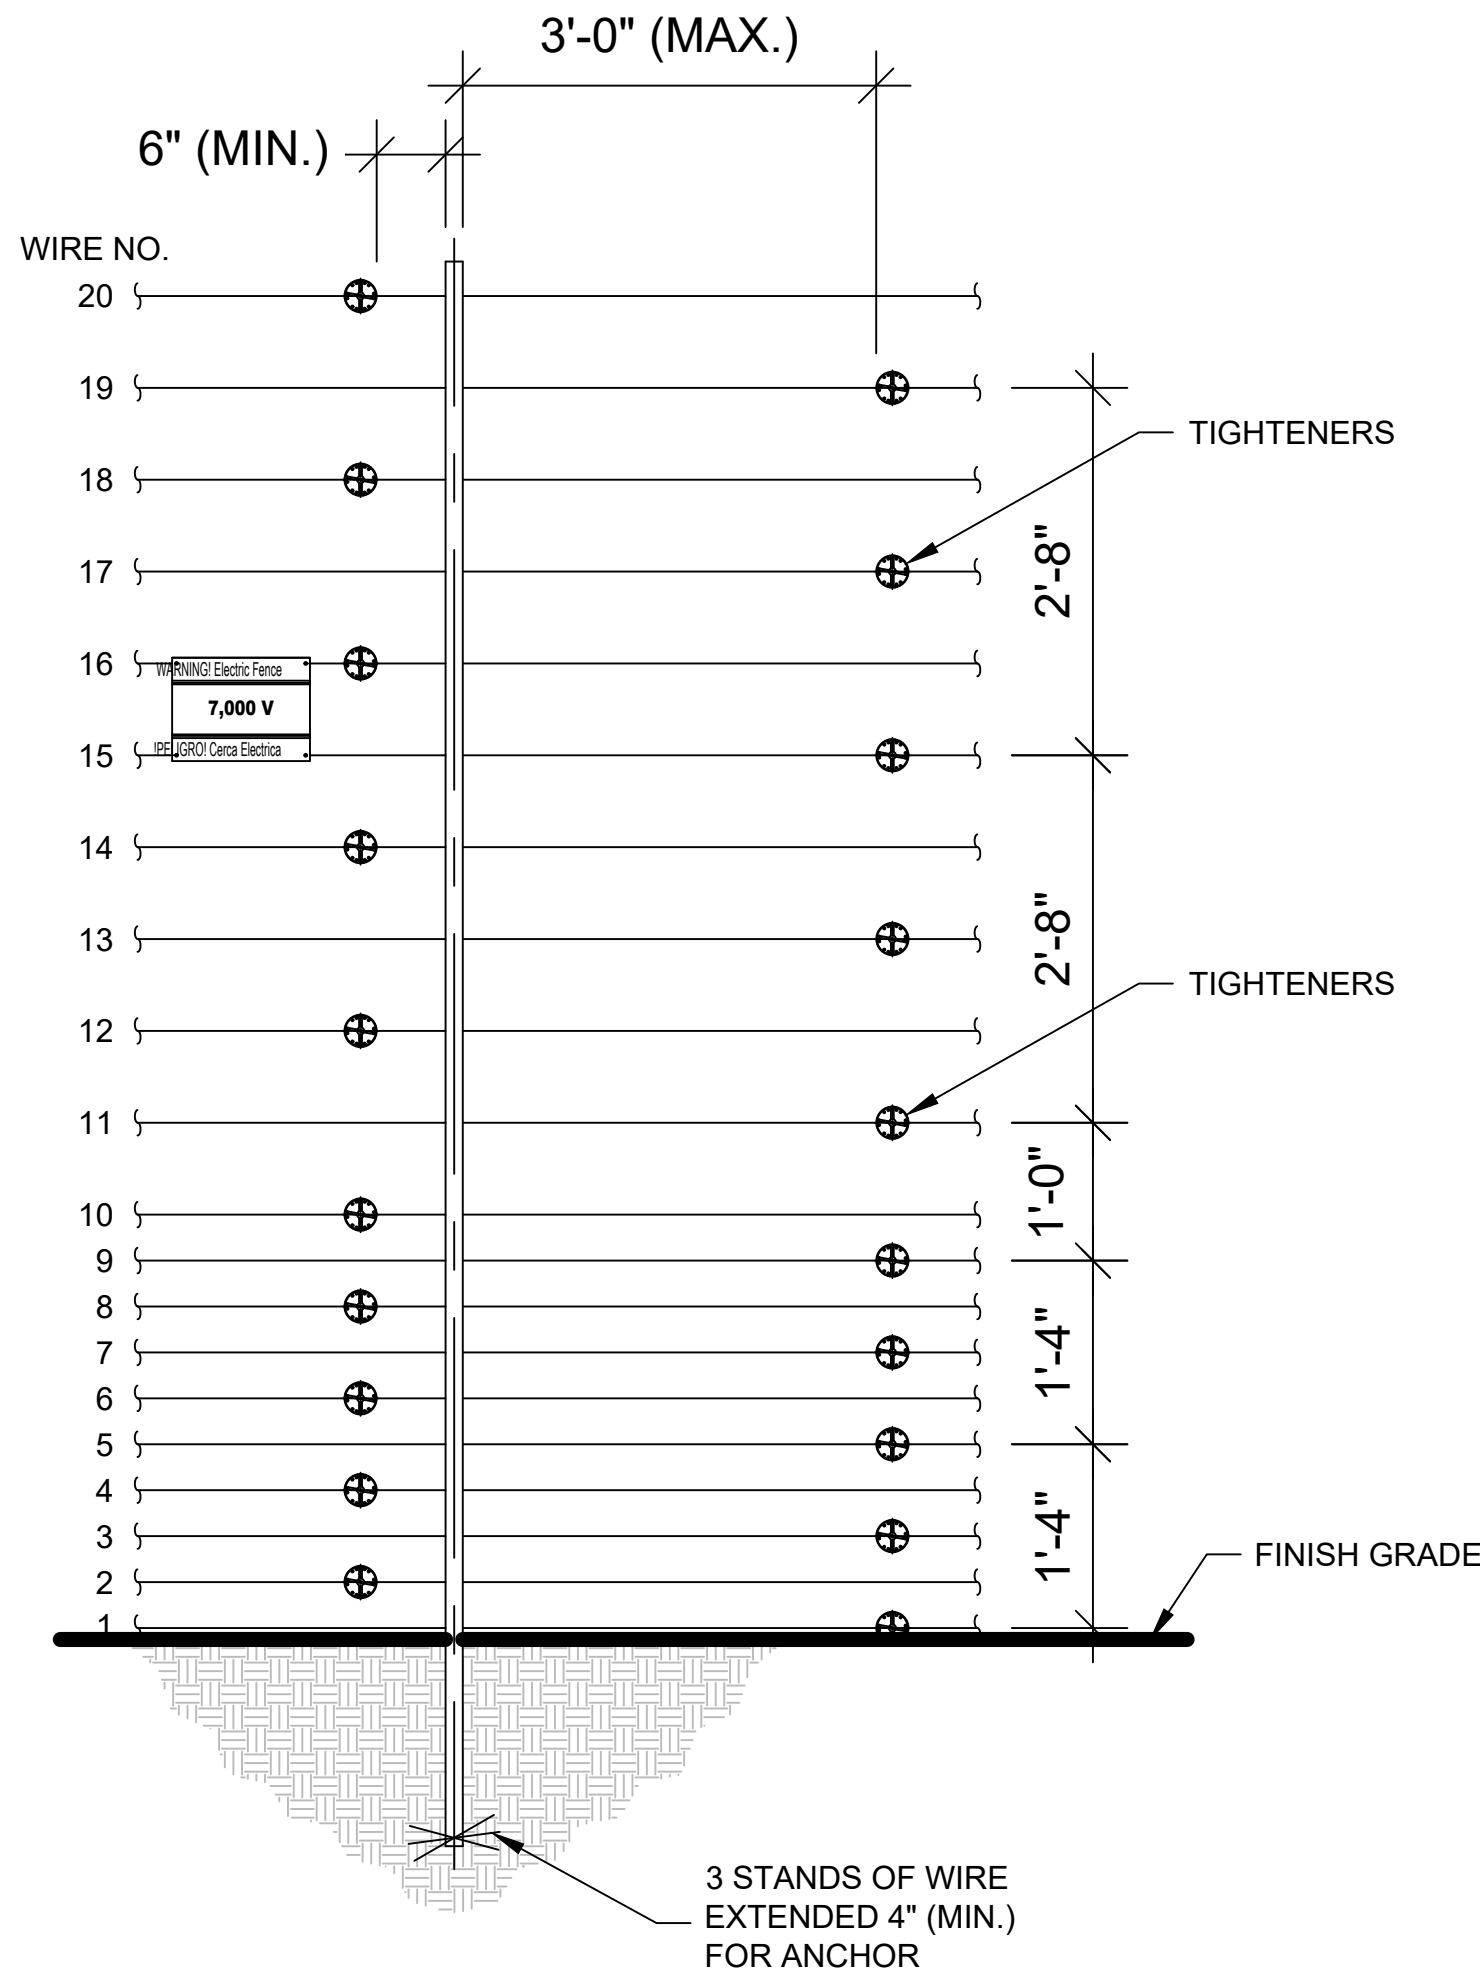 3'-0" (MAX.)
6" (MIN.)
WIRE NO.
20
19
TIGHTENERS
18
17
2'-8"
16
WARNING! Electric Fence
7,000 V
!PELIGRO! Cerca Electrica
15
14
13
2'-8"
TIGHTENERS
12
11
1'-0"
10
9
8
7
1'-4"
6
5
4
3
1'-4"
FINISH GRADE
2
1
3 STANDS OF WIRE
EXTENDED 4" (MIN.)
FOR ANCHOR